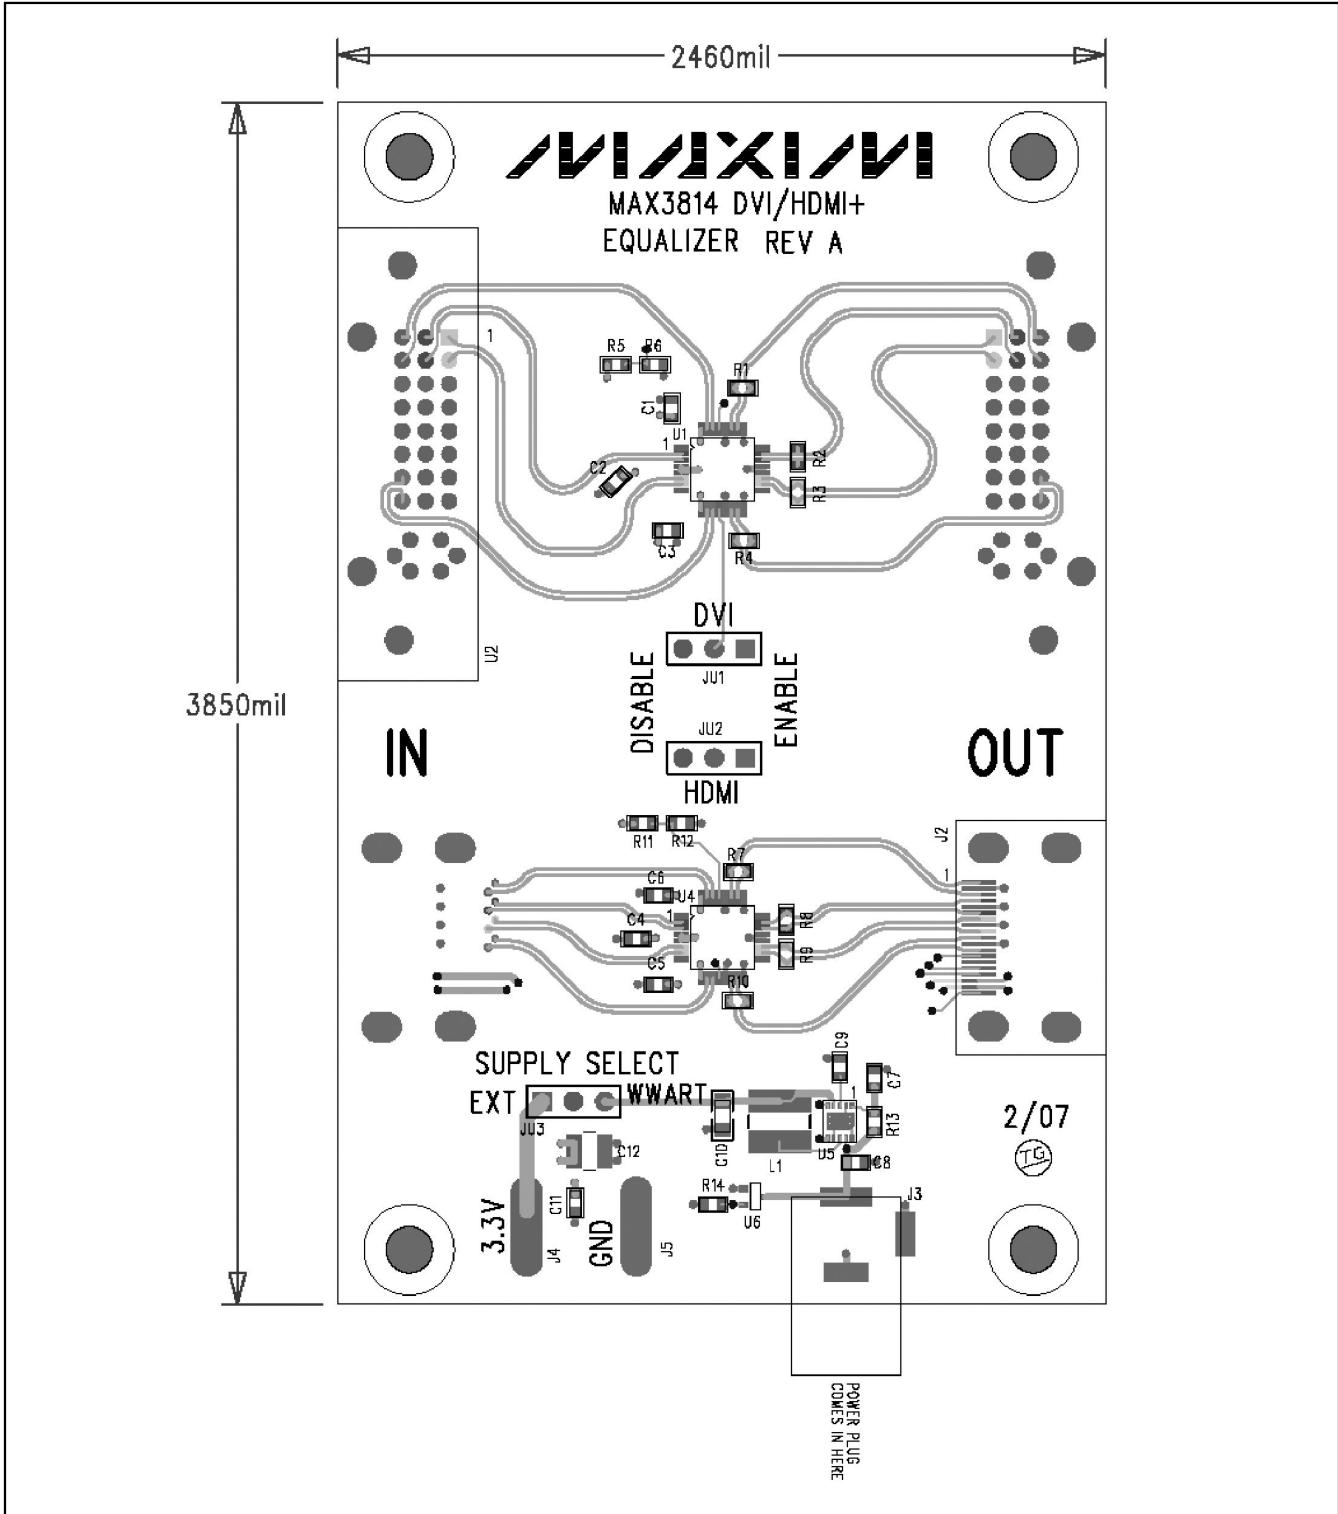 2460mil
MAXIM
MAX3814 DVI/HDMI+
EQUALIZER REV A
1
R5
R6
R1
C1
U1
1
C2
R2
R3
C3
R4
U2
DVI
JU1
DISABLE
ENABLE
JU2
HDMI
3850mil
IN
OUT
R11
R12
R7
J2
1
C6
U4
1
C4
R8
R9
C5
R10
SUPPLY SELECT
EXT
WWART
JU3
C9
C7
1
R13
C10
L1
U5
C8
C12
C11
R14
U6
J3
2/07
TG
3.3V
J4
GND
J5
POWER PLUG
COMES IN HERE